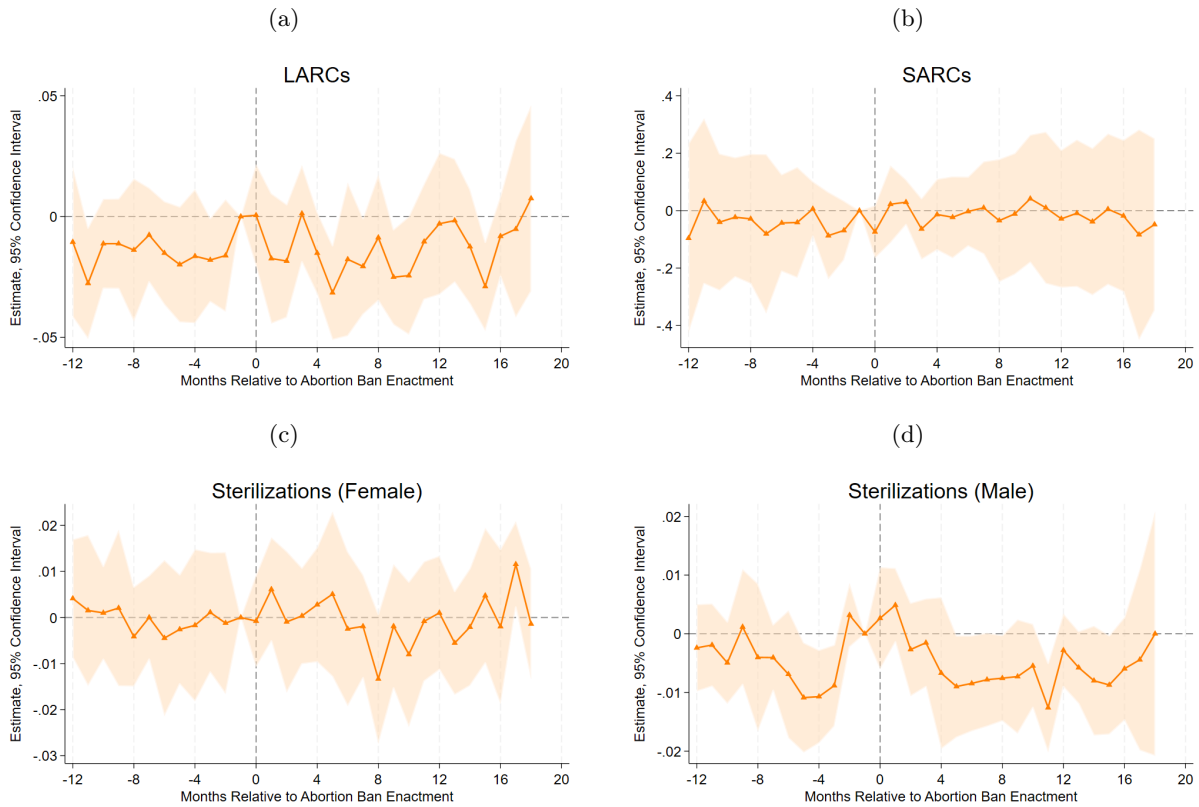 (a)
LARCs
Estimate, 95% Confidence Interval
.05
0
-.05
-12 -8 -4 0 4 8 12 16 20
Months Relative to Abortion Ban Enactment
(b)
SARCs
Estimate, 95% Confidence Interval
.4
.2
0
-.2
-.4
-12 -8 -4 0 4 8 12 16 20
Months Relative to Abortion Ban Enactment
(c)
Sterilizations (Female)
Estimate, 95% Confidence Interval
.02
.01
0
-.01
-.02
-.03
-12 -8 -4 0 4 8 12 16 20
Months Relative to Abortion Ban Enactment
(d)
Sterilizations (Male)
Estimate, 95% Confidence Interval
.02
.01
0
-.01
-.02
-12 -8 -4 0 4 8 12 16 20
Months Relative to Abortion Ban Enactment